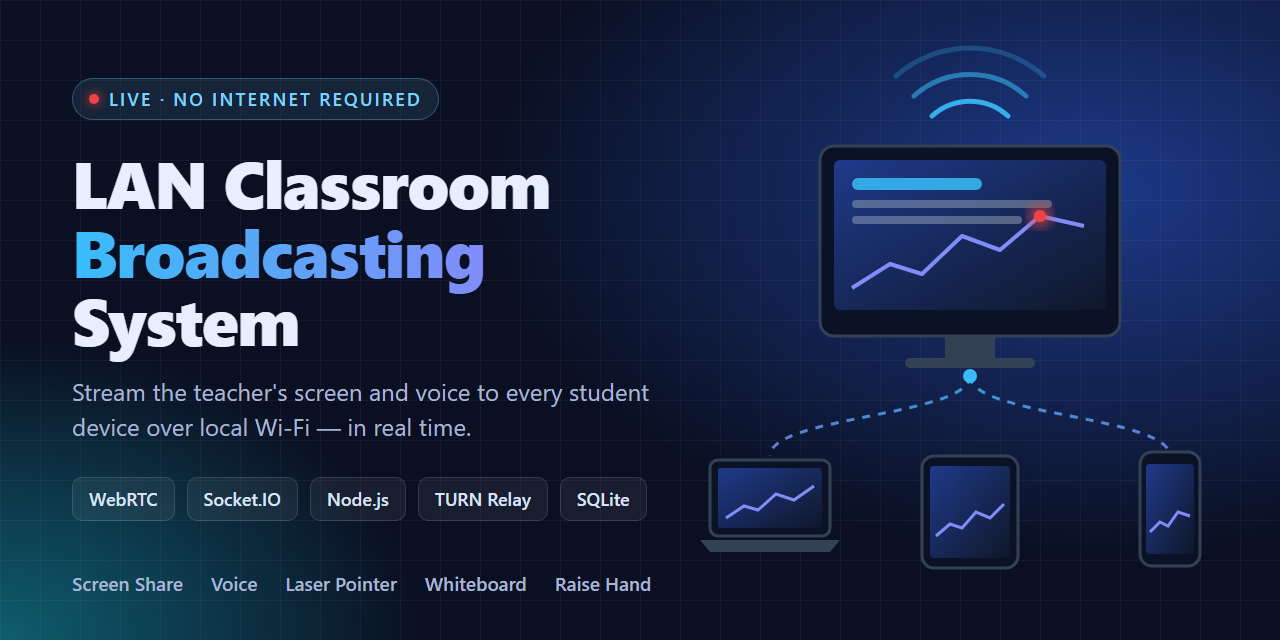 LIVE · NO INTERNET REQUIRED
LAN Classroom
Broadcasting
System
Stream the teacher's screen and voice to every student
device over local Wi-Fi — in real time.
WebRTC Socket.IO Node.js TURN Relay SQLite
Screen Share Voice Laser Pointer Whiteboard Raise Hand